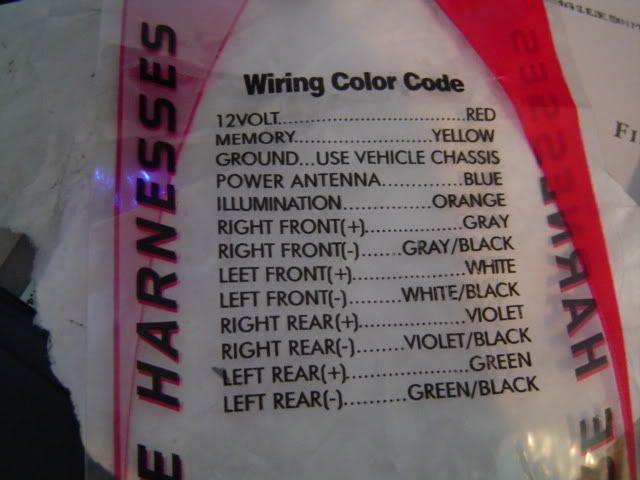 Wiring Color Code
12VOLT..............................RED
MEMORY......................YELLOW
GROUND...USE VEHICLE CHASSIS
POWER ANTENNA.............BLUE
ILLUMINATION...............ORANGE
RIGHT FRONT(+)................GRAY
RIGHT FRONT(-).......GRAY/BLACK
LEET FRONT(+)..................WHITE
LEFT FRONT(-).........WHITE/BLACK
RIGHT REAR(+)..................VIOLET
RIGHT REAR(-)........VIOLET/BLACK
LEFT REAR(+)....................GREEN
LEFT REAR(-)..........GREEN/BLACK
E HARNESSES
HARNESSES
FI